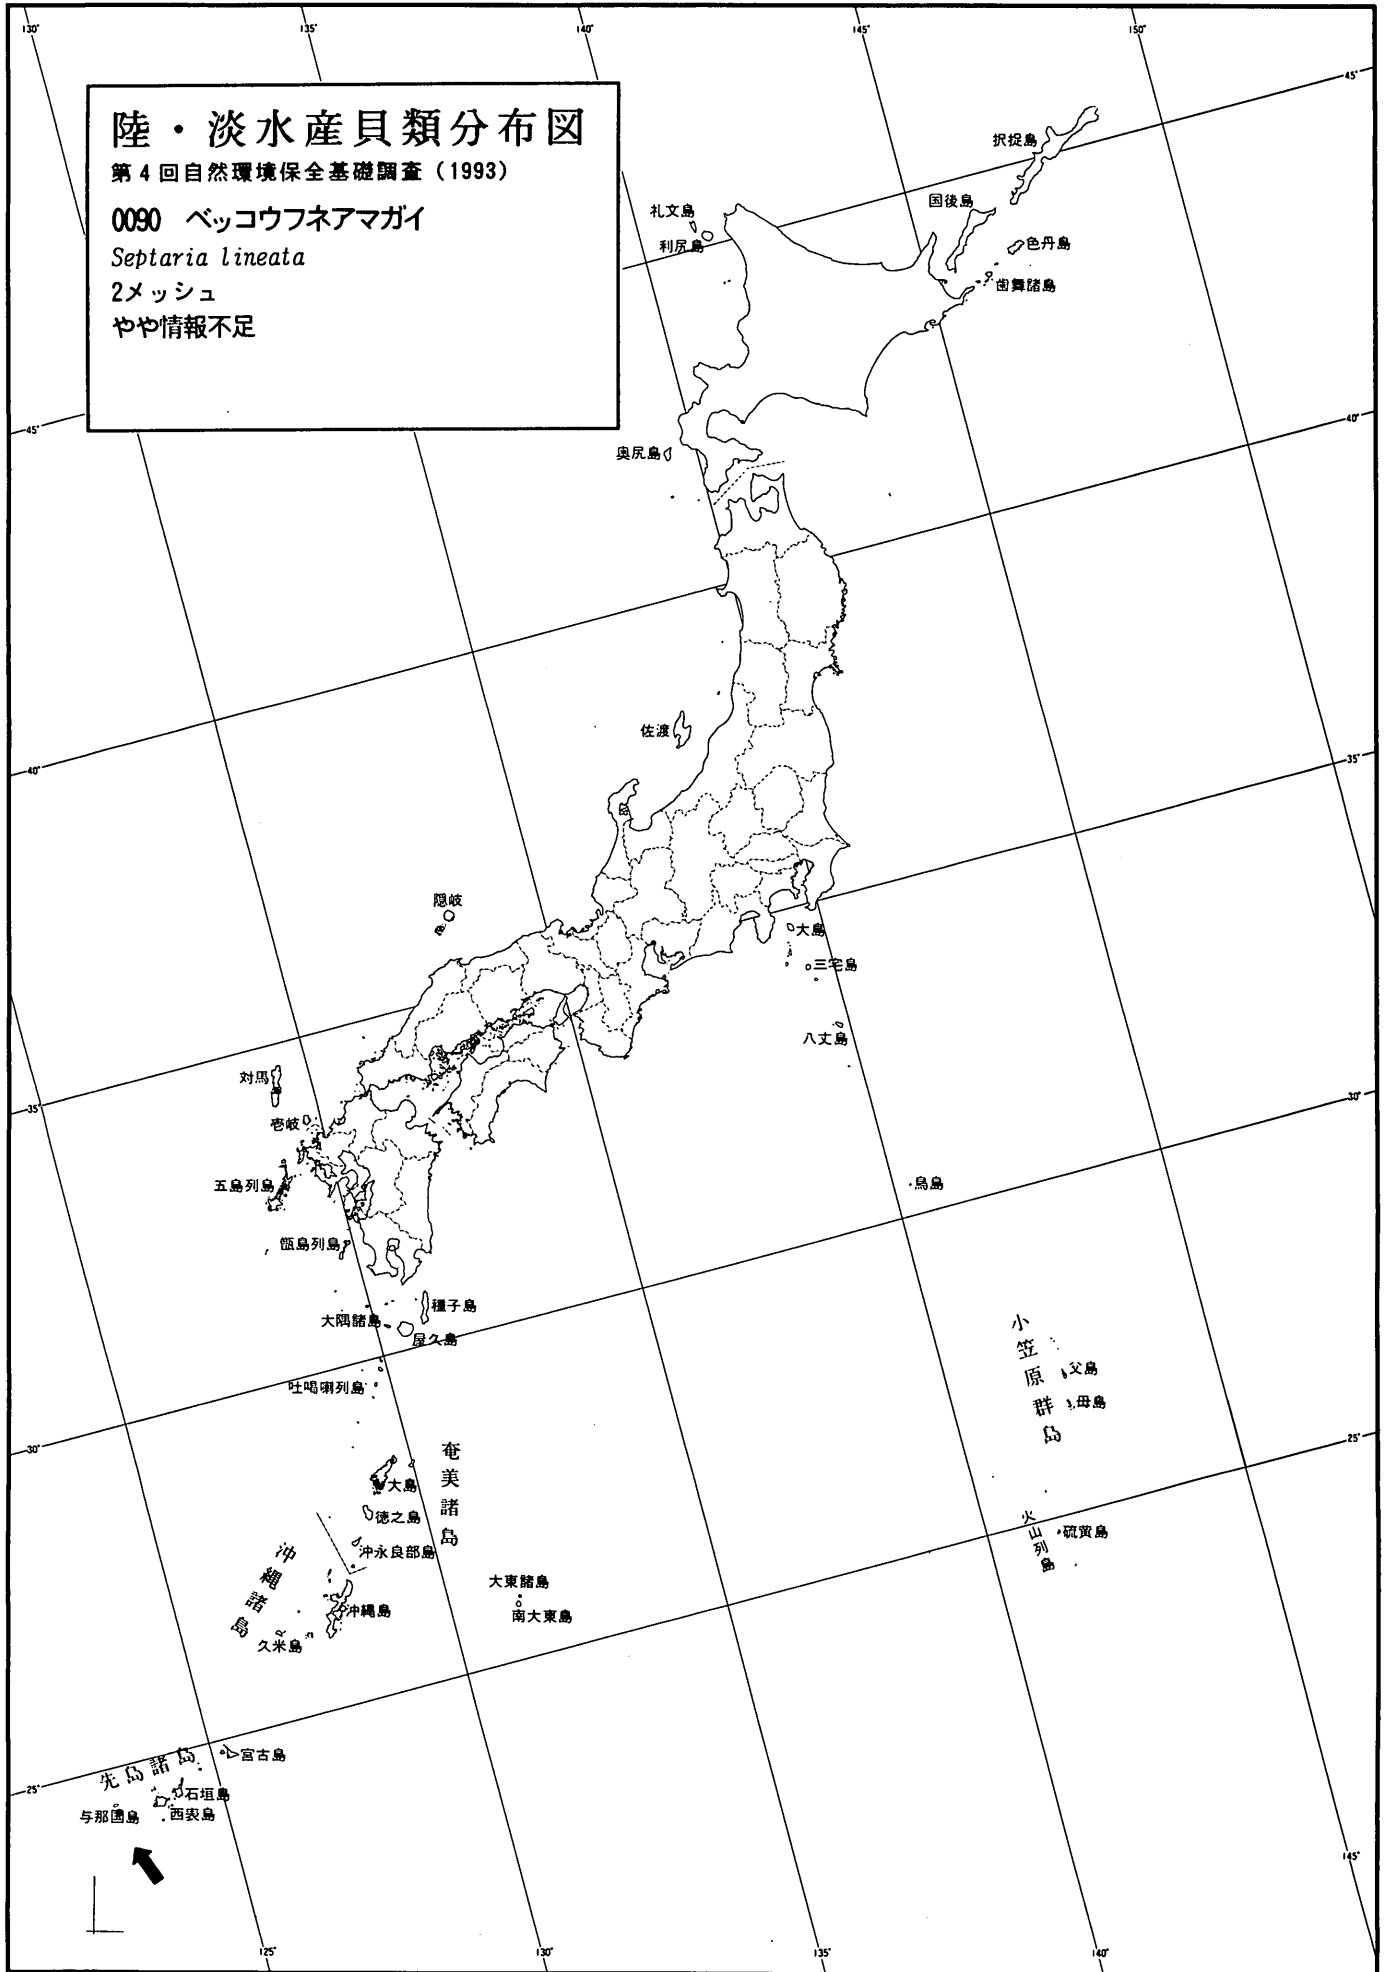 陸・淡水産貝類分布図
第4回自然環境保全基礎調査（1993）
0090 ベッコウフネアマガイ
Septaria lineata
2メッシュ
やや情報不足
130°
135°
140°
145°
150°
45°
択捉島
国後島
礼文島
利尻島
色丹島
歯舞諸島
40°
45°
奥尻島
佐渡
35°
40°
隠岐
大島
三宅島
八丈島
対馬
30°
35°
壱岐
五島列島
鳥島
甑島列島
種子島
大隅諸島
屋久島
小笠原群島
父島
吐噶喇列島
母島
25°
30°
奄美諸島
大島
徳之島
火山列島
硫黄島
沖永良部島
沖縄諸島
大東諸島
沖縄島
南大東島
久米島
宮古島
先島諸島
石垣島
25°
与那国島
西表島
145°
125°
130°
135°
140°